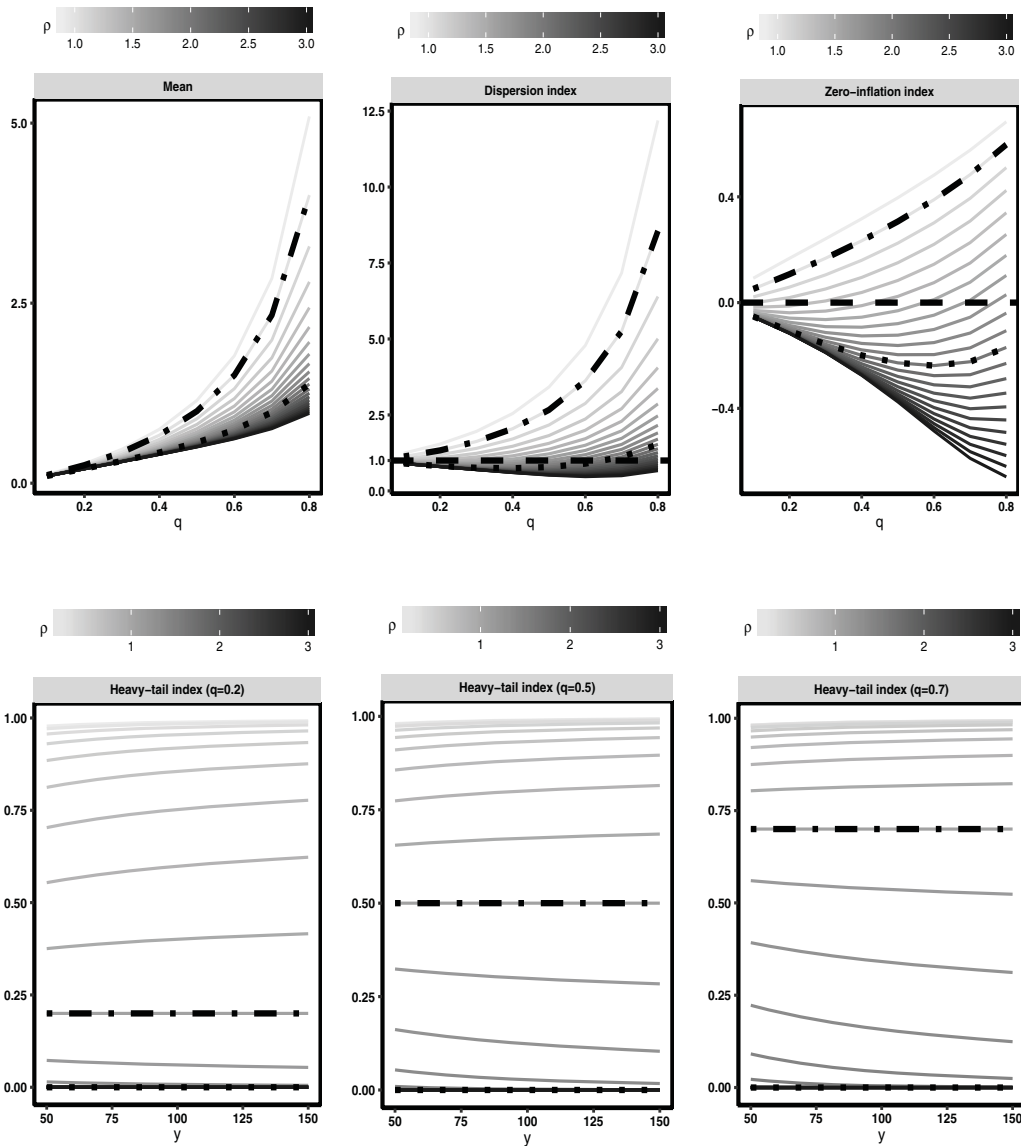 ρ
1.0 1.5 2.0 2.5 3.0
Mean
5.0
2.5
0.0
0.2 0.4 0.6 0.8
q
ρ
1.0 1.5 2.0 2.5 3.0
Dispersion index
12.5
10.0
7.5
5.0
2.5
1.0
0.0
0.2 0.4 0.6 0.8
q
ρ
1.0 1.5 2.0 2.5 3.0
Zero−inflation index
0.4
0.0
−0.4
0.2 0.4 0.6 0.8
q
ρ
1 2 3
Heavy−tail index (q=0.2)
1.00
0.75
0.50
0.25
0.00
50 75 100 125 150
y
ρ
1 2 3
Heavy−tail index (q=0.5)
1.00
0.75
0.50
0.25
0.00
50 75 100 125 150
y
ρ
1 2 3
Heavy−tail index (q=0.7)
1.00
0.75
0.50
0.25
0.00
50 75 100 125 150
y